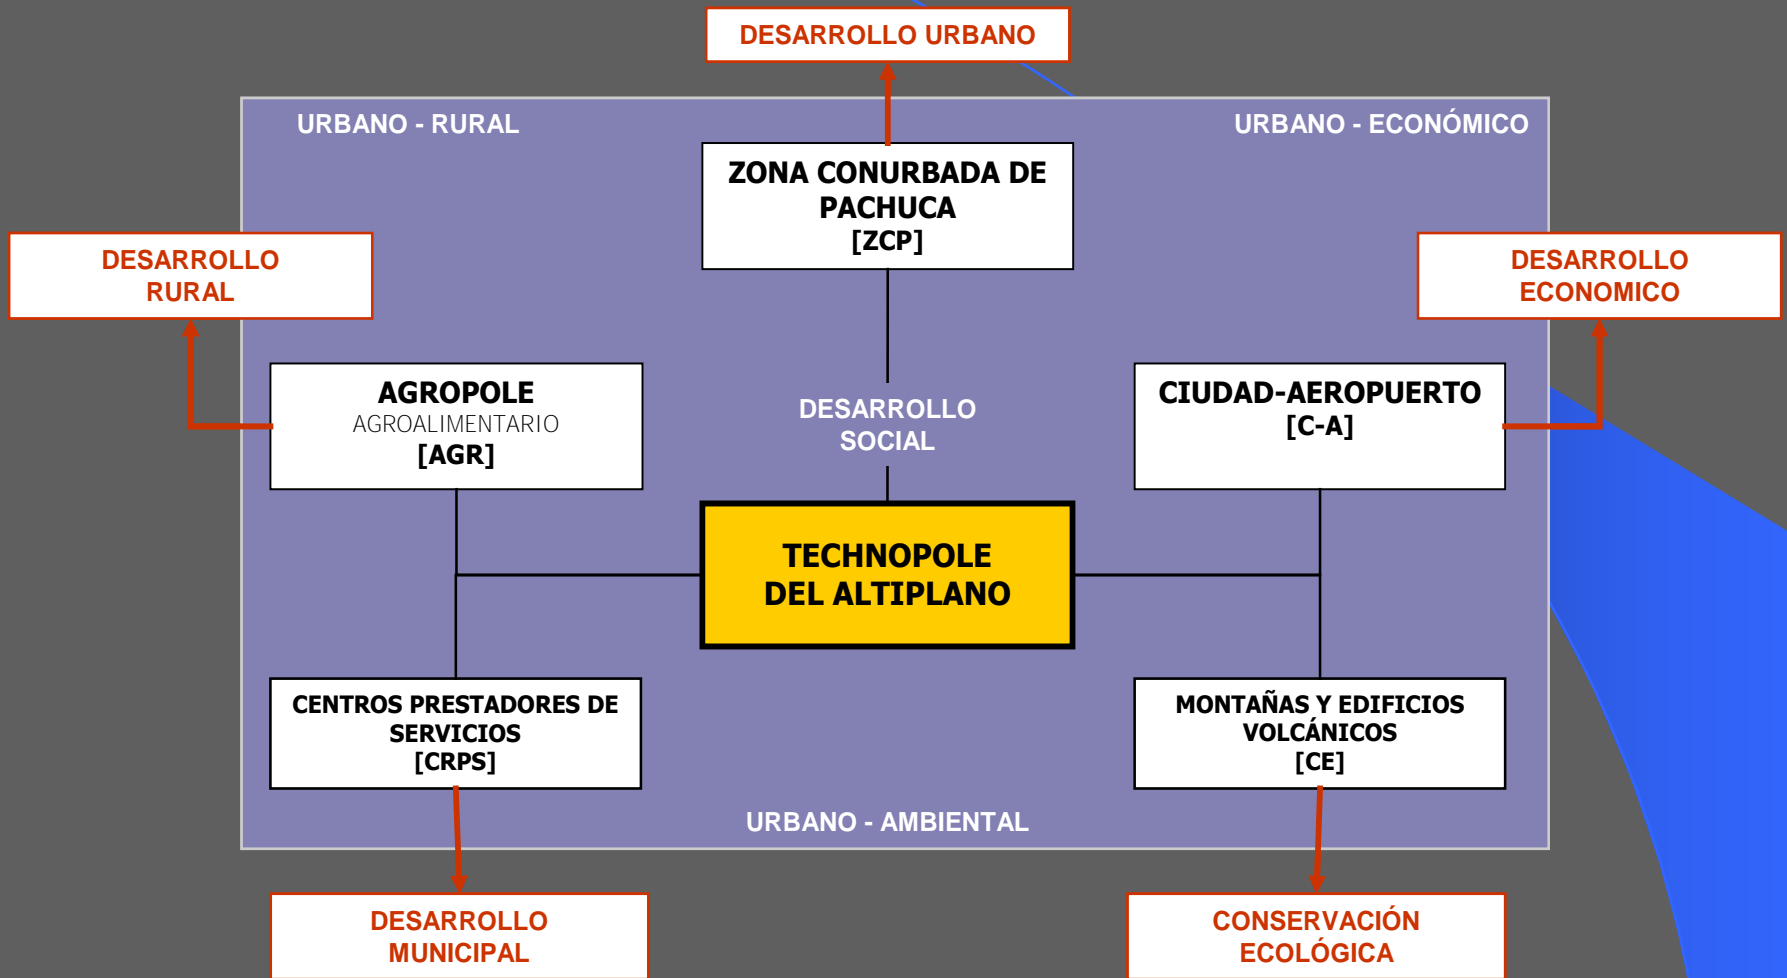 DESARROLLO URBANO
URBANO - RURAL
URBANO - ECONÓMICO
ZONA CONURBADA DE
PACHUCA
[ZCP]
DESARROLLO
RURAL
DESARROLLO
ECONOMICO
AGROPOLE
AGROALIMENTARIO
[AGR]
DESARROLLO
SOCIAL
CIUDAD-AEROPUERTO
[C-A]
TECHNOPOLE
DEL ALTIPLANO
CENTROS PRESTADORES DE
SERVICIOS
[CRPS]
MONTAÑAS Y EDIFICIOS
VOLCÁNICOS
[CE]
URBANO - AMBIENTAL
DESARROLLO
MUNICIPAL
CONSERVACIÓN
ECOLÓGICA